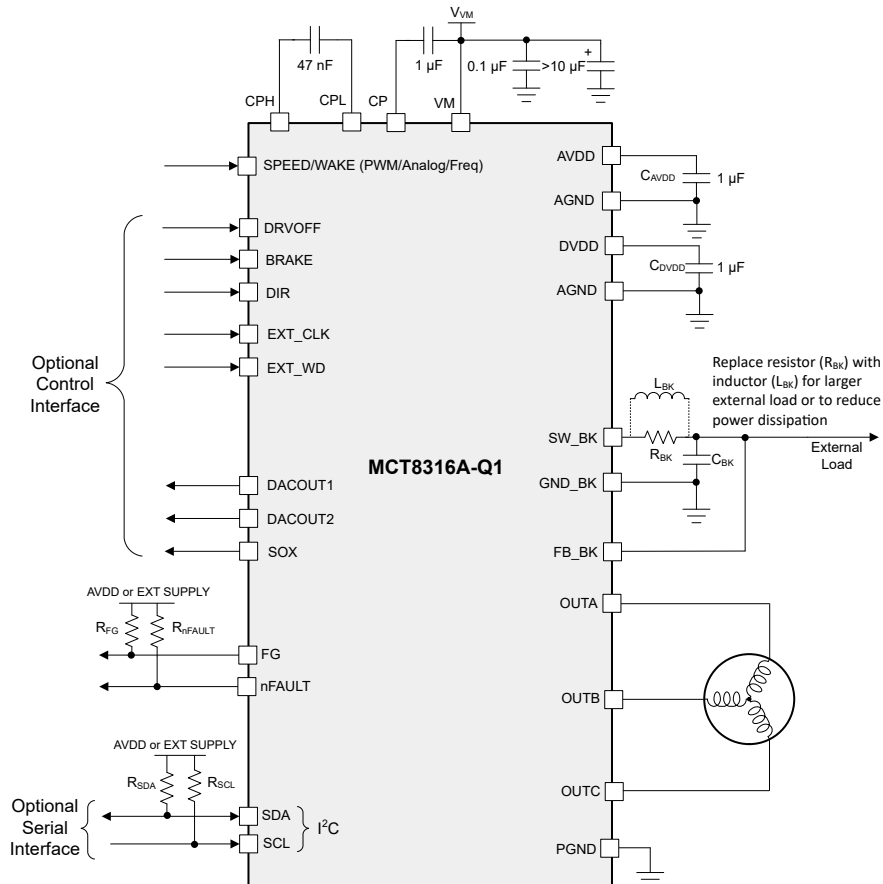 V_VM
47 nF
1 µF
0.1 µF
>10 µF
+
CPH
CPL
CP
VM
SPEED/WAKE (PWM/Analog/Freq)
DRVOFF
BRAKE
DIR
EXT_CLK
EXT_WD
Optional
Control
Interface
DACOUT1
DACOUT2
SOX
AVDD or EXT SUPPLY
R_FG
R_nFAULT
FG
nFAULT
AVDD or EXT SUPPLY
R_SDA
R_SCL
Optional
Serial
Interface
SDA
SCL
I²C
MCT8316A-Q1
AVDD
C_AVDD
1 µF
AGND
DVDD
C_DVDD
1 µF
AGND
Replace resistor (R_BK) with
inductor (L_BK) for larger
external load or to reduce
power dissipation
L_BK
SW_BK
R_BK
C_BK
External
Load
GND_BK
FB_BK
OUTA
OUTB
OUTC
PGND